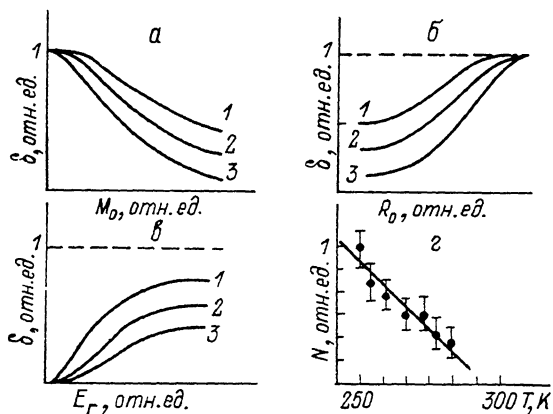 а
1
δ, отн.ед.
1
2
3
M₀, отн.ед.
б
1
δ, отн.ед.
1
2
3
R₀, отн.ед.
в
1
δ, отн.ед.
1
2
3
E_г, отн.ед.
г
1
N, отн.ед.
250
300 T, K